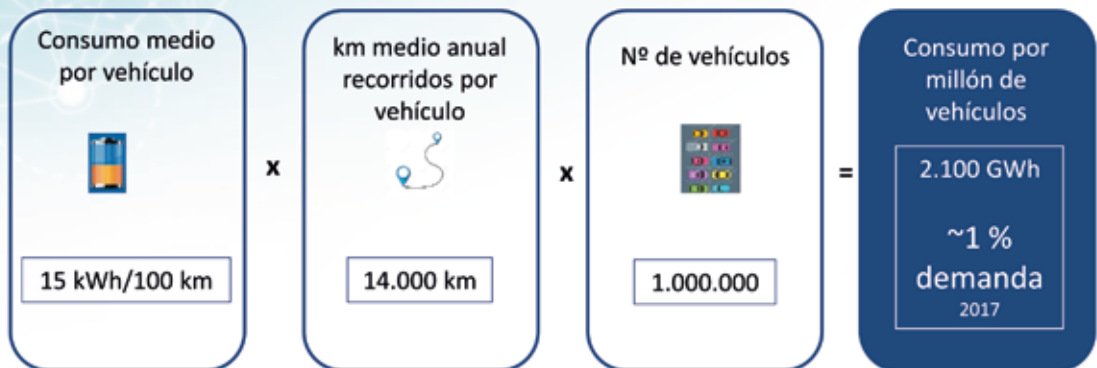 Consumo medio
por vehículo
15 kWh/100 km
x
km medio anual
recorridos por
vehículo
14.000 km
x
Nº de vehículos
1.000.000
=
Consumo por
millón de
vehículos
2.100 GWh
~1 %
demanda
2017